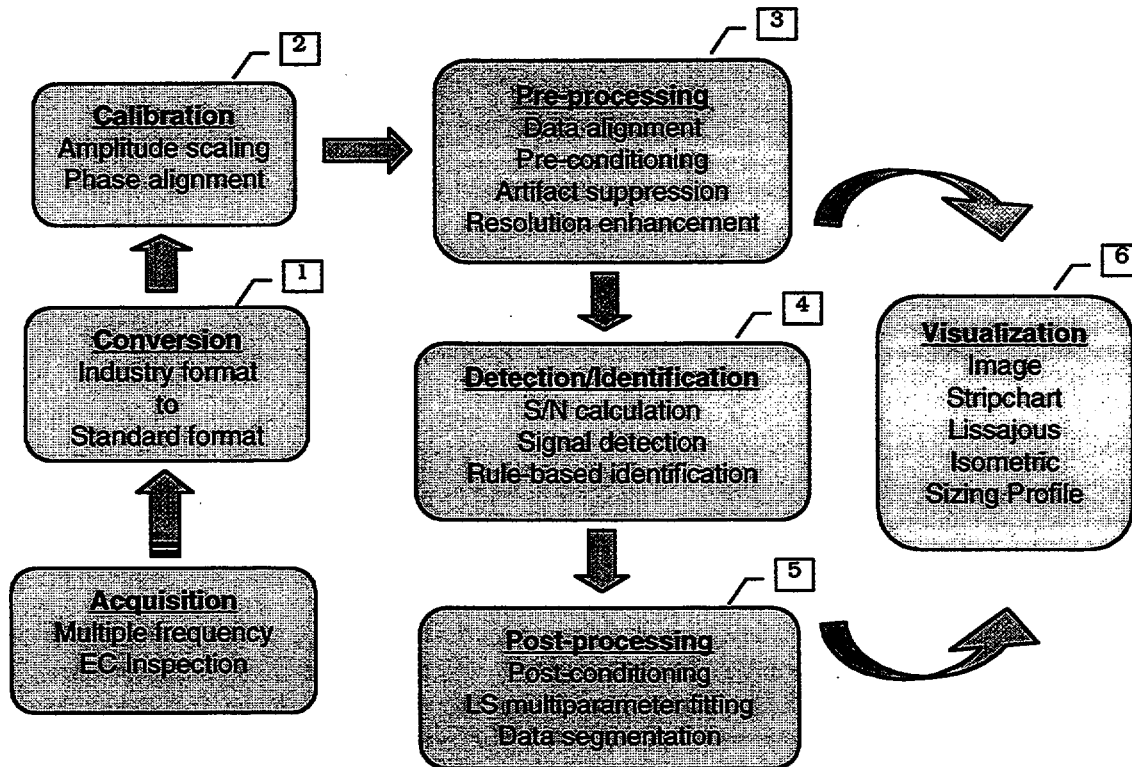 2
Calibration
Amplitude scaling
Phase alignment
3
Pre-processing
Data alignment
Pre-conditioning
Artifact suppression
Resolution enhancement
1
Conversion
Industry format
to
Standard format
4
Detection/Identification
S/N calculation
Signal detection
Rule-based identification
6
Visualization
Image
Stripchart
Lissajous
Isometric
Sizing Profile
Acquisition
Multiple frequency
EC Inspection
5
Post-processing
Post-conditioning
LS multiparameter fitting
Data segmentation